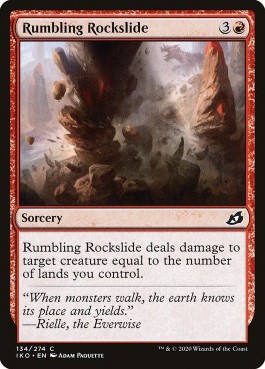 Rumbling Rockslide 3
Sorcery
Rumbling Rockslide deals damage to
target creature equal to the number
of lands you control.
“When monsters walk, the earth knows
its place and yields.”
—Rielle, the Everwise
134/274 C
IKO • EN Adam Paquette
™ & © 2020 Wizards of the Coast